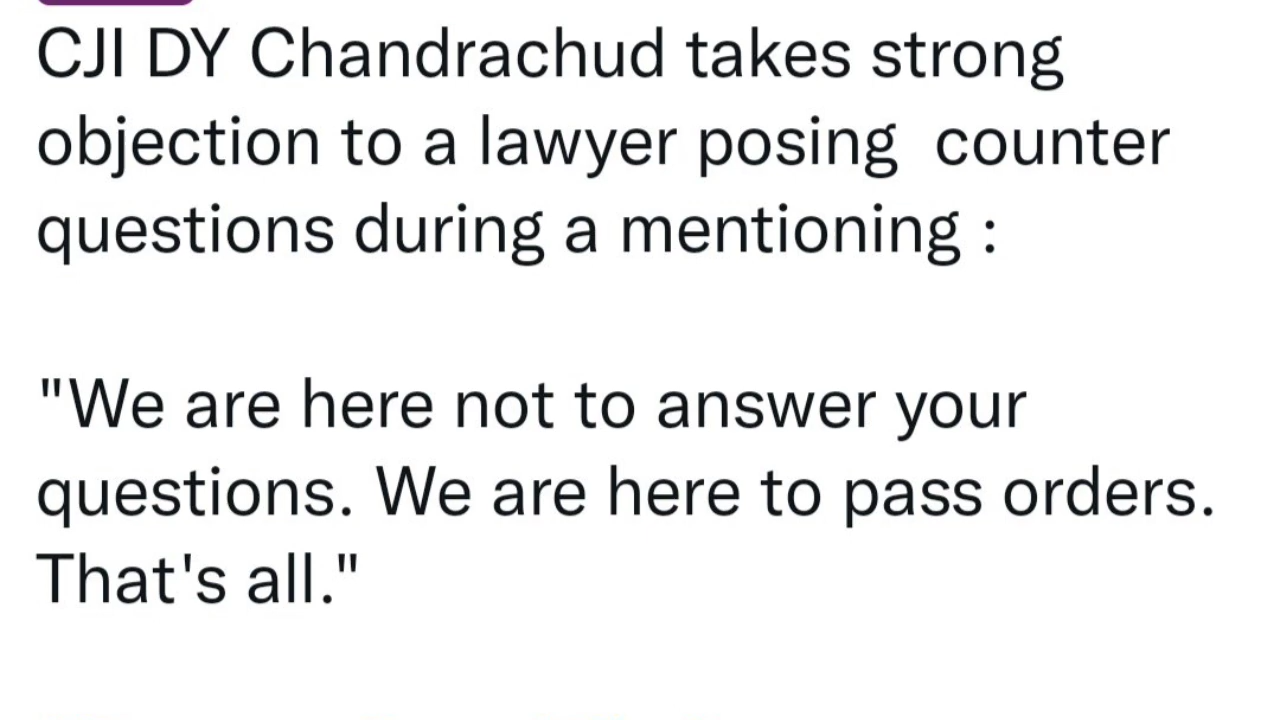 CJI DY Chandrachud takes strong
objection to a lawyer posing  counter
questions during a mentioning :
"We are here not to answer your
questions. We are here to pass orders.
That's all."